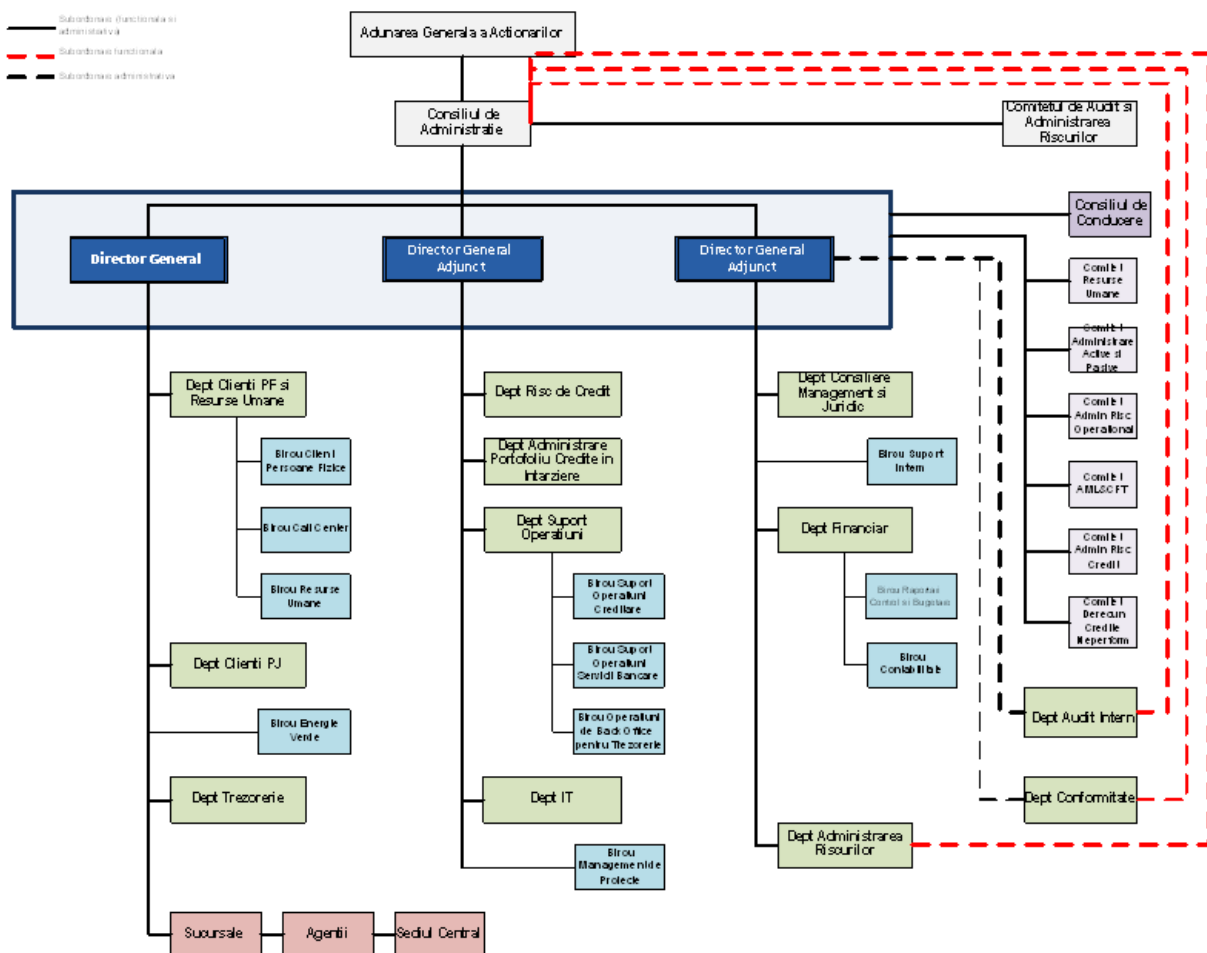 Subordonare (functionala si
administrativa
Subordonare functionala
Subordonare administrativa
Adunarea Generala a Actionarilor
Consiliul de
Administratie
Comitetul de Audit si
Administrarea
Riscurilor
Consiliul de
Conducere
Director General
Director General
Adjunct
Director General
Adjunct
Comitet
Resurse
Umane
Comitet
Administrare
Active si
Pasive
Comitet
Admin Risc
Operational
Comitet
AML&CFT
Comitet
Admin Risc
Credit
Comitet
Credite
Neperform
Dept Clienti PF si
Resurse Umane
Birou Clienti
Persoane Fizice
Birou Call Center
Birou Resurse
Umane
Dept Clienti PJ
Birou Energie
Verde
Dept Trezorerie
Sucursale
Agentii
Sediul Central
Dept Risc de Credit
Dept Administrare
Portofoliu Credite in
Intarziere
Dept Suport
Operatiuni
Birou Suport
Operatiuni
Creditare
Birou Suport
Operatiuni
Servicii Bancare
Birou Operatiuni
de Back Office
pentru Trezorerie
Dept IT
Birou
Management de
Proiecte
Dept Consiliere
Management si
Juridic
Birou Suport
Intern
Dept Financiar
Birou Raportari
Control si Bugetare
Birou
Contabilitate
Dept Administrarea
Riscurilor
Dept Audit Intern
Dept Conformitate